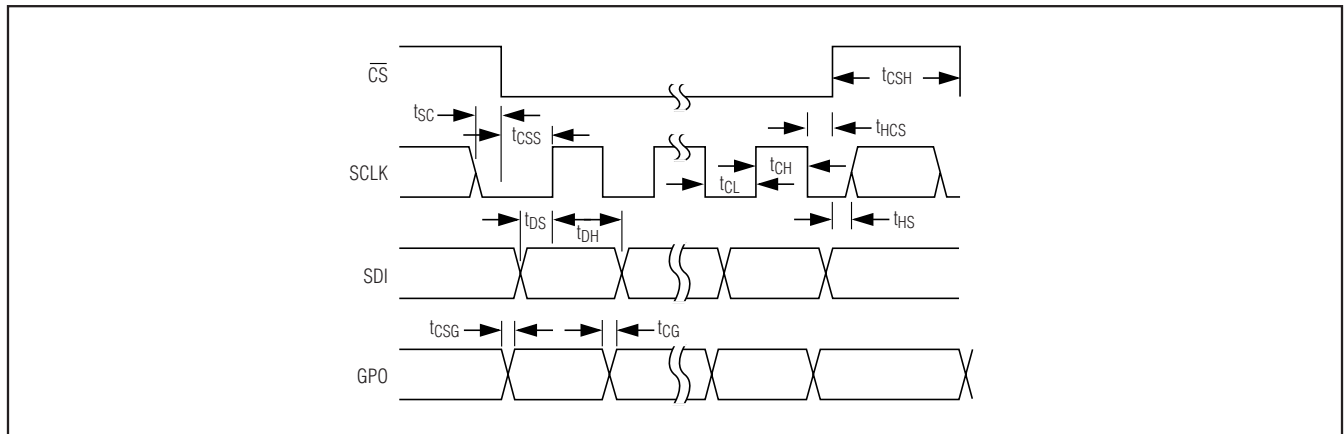 CS
tCSH
tSC
tCSS
tHCS
SCLK
tCH
tCL
tDS
tDH
tHS
SDI
tCSG
tCG
GPO